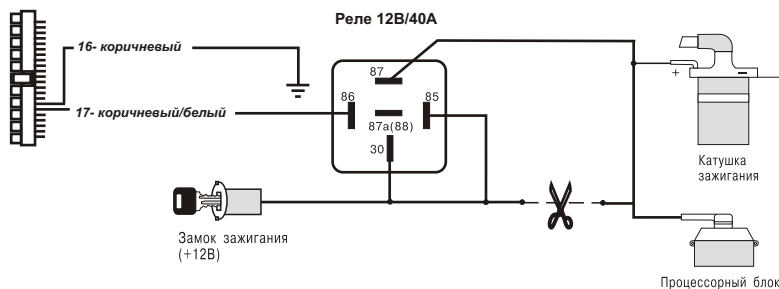 Реле 12В/40А
16- коричневый
17- коричневый/белый
87
86
85
87а(88)
30
+
–
Катушка
зажигания
Замок зажигания
(+12В)
Процессорный блок